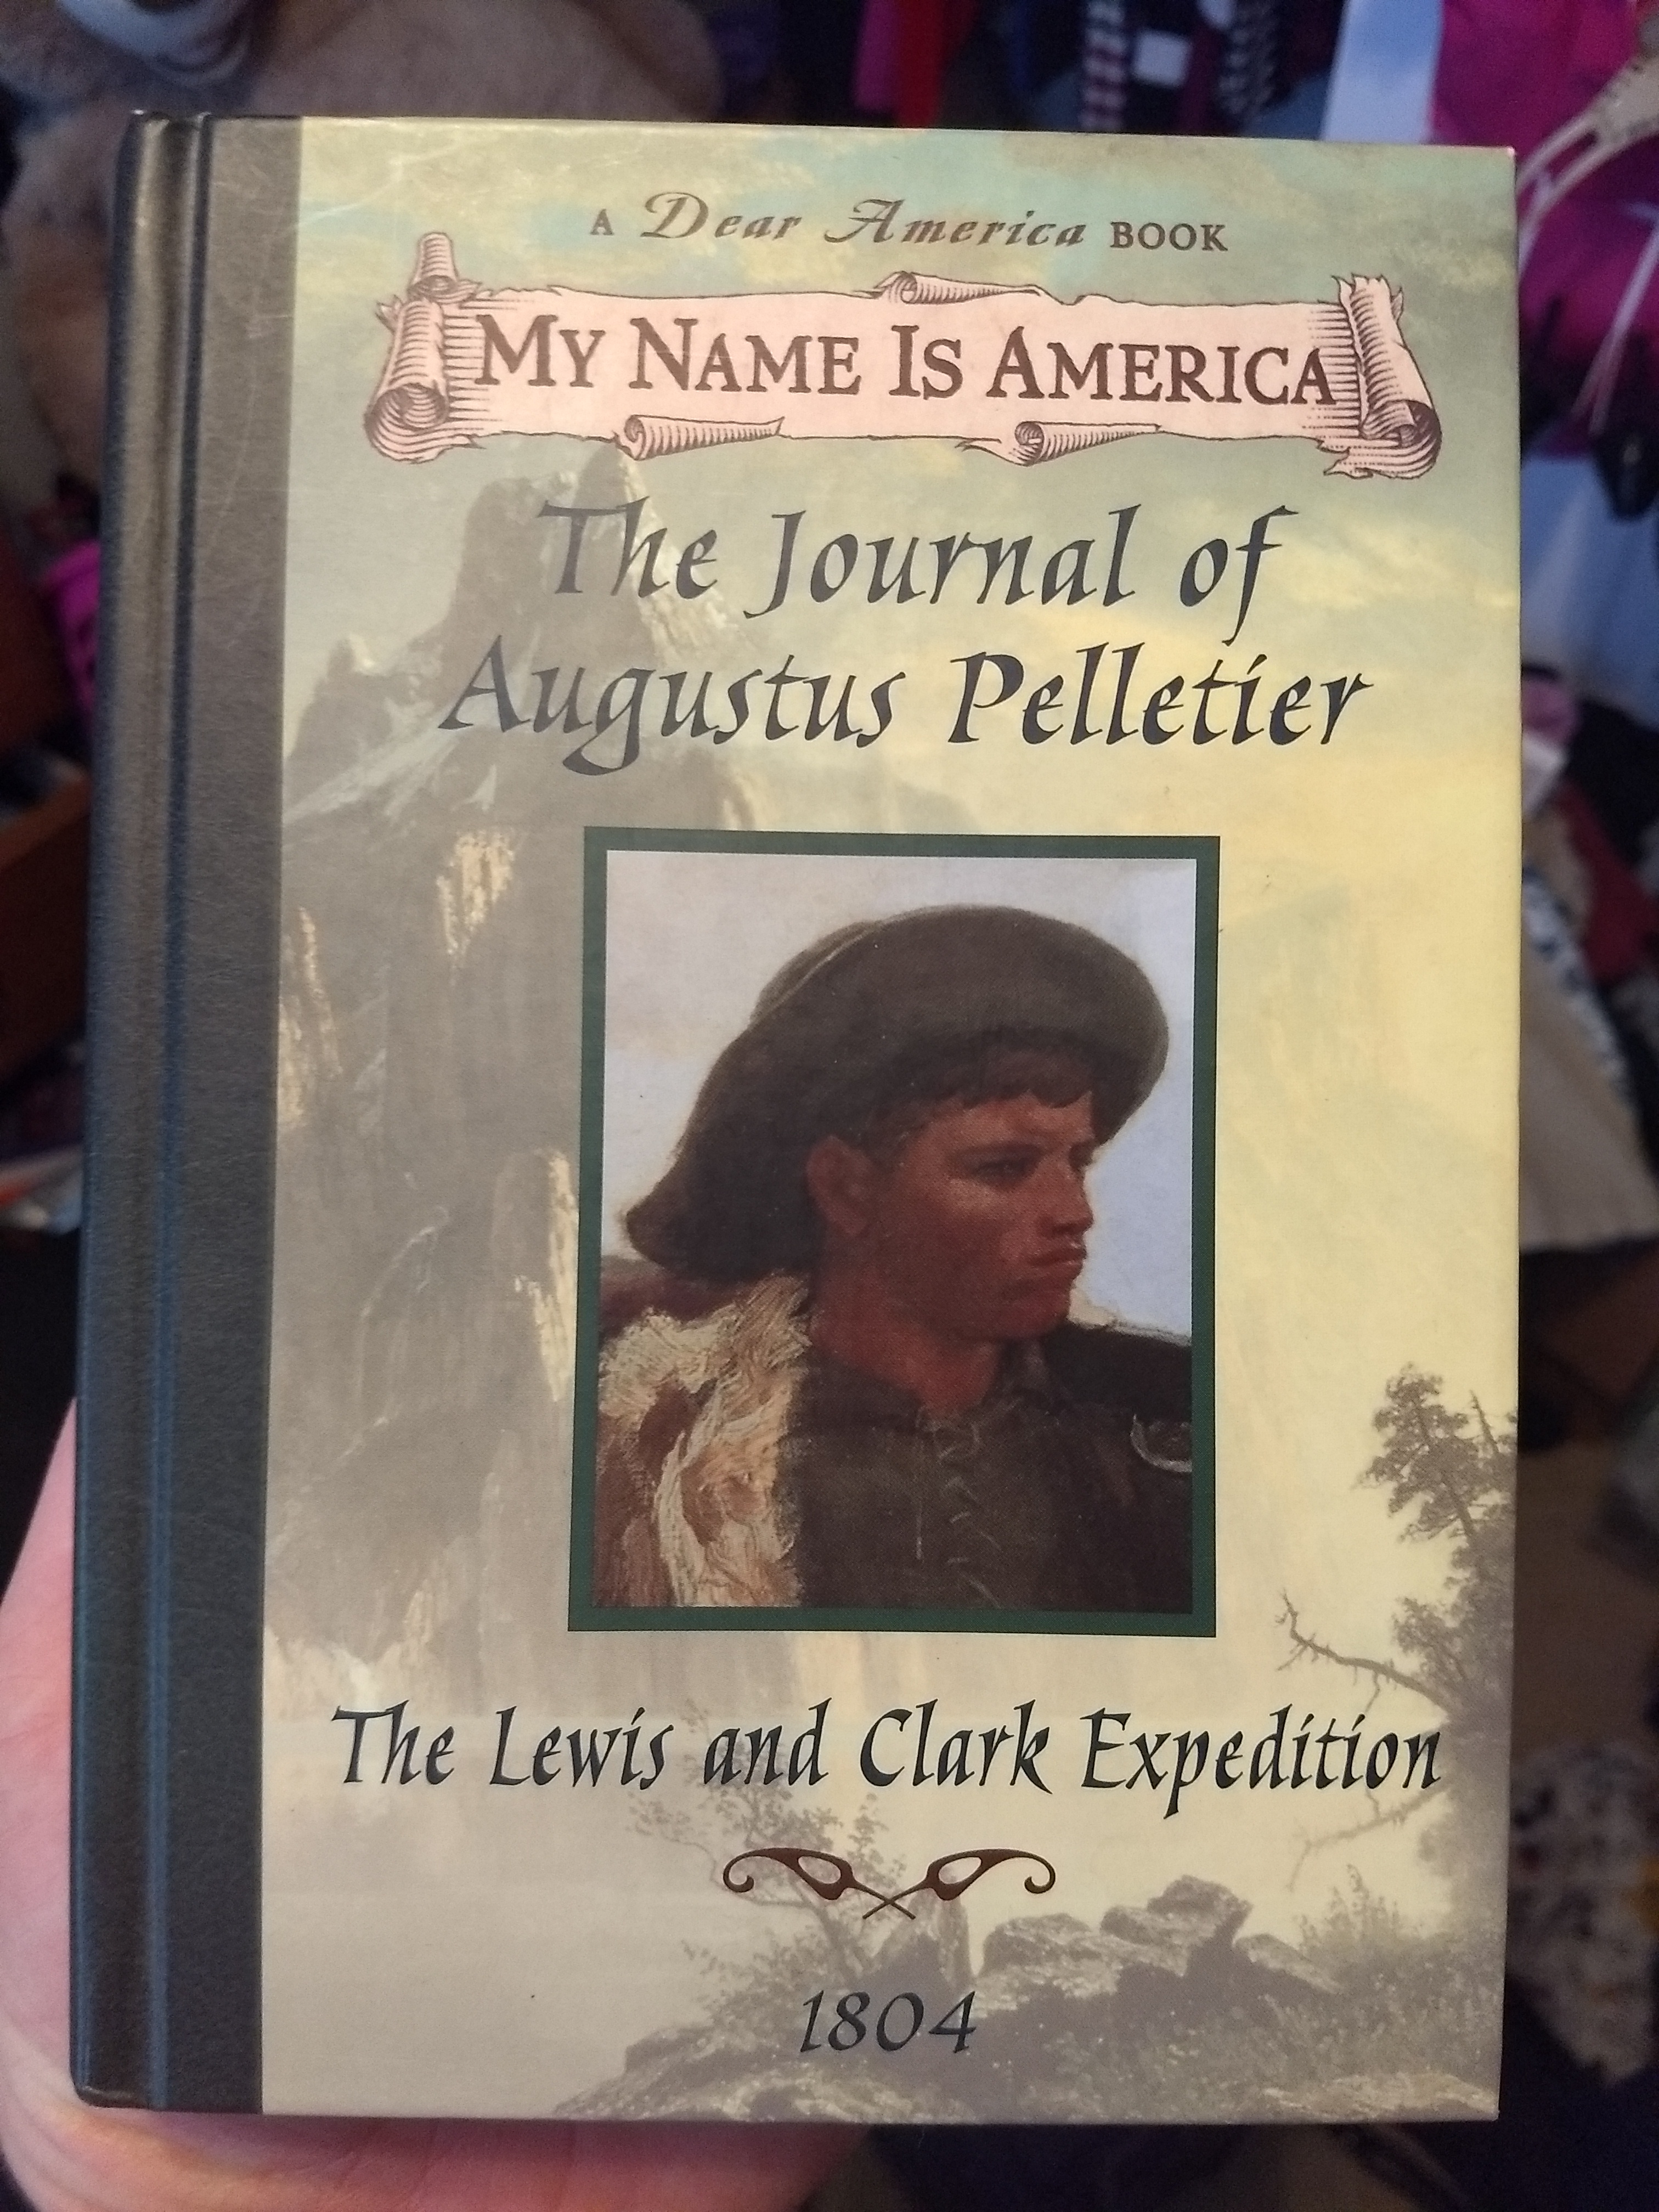 A Dear America BOOK
MY NAME IS AMERICA
The Journal of
Augustus Pelletier
The Lewis and Clark Expedition
1804